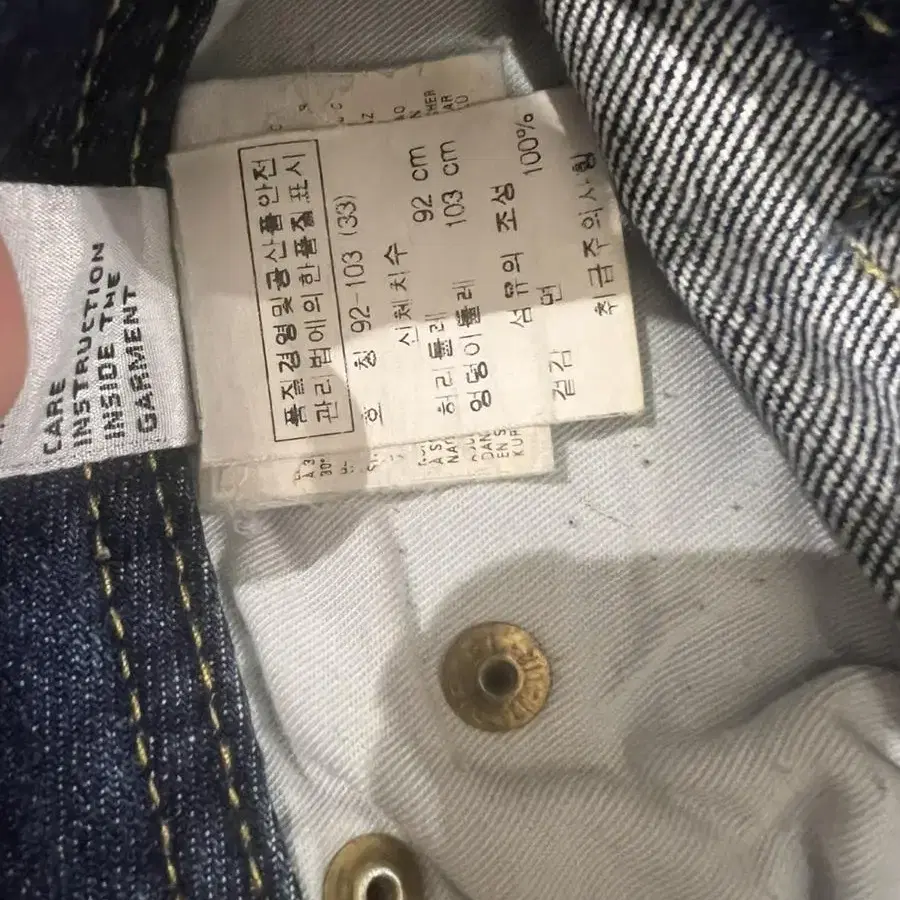 CARE
INSTRUCTION
INSIDE THE
GARMENT
품질경영및공산품안전
관리법에의한품질표시
호 칭 92-103 (33)
신체치수
허리둘레 92 cm
엉덩이둘레 103 cm
섬유의 조성
면 100%
겉감
취급주의사항